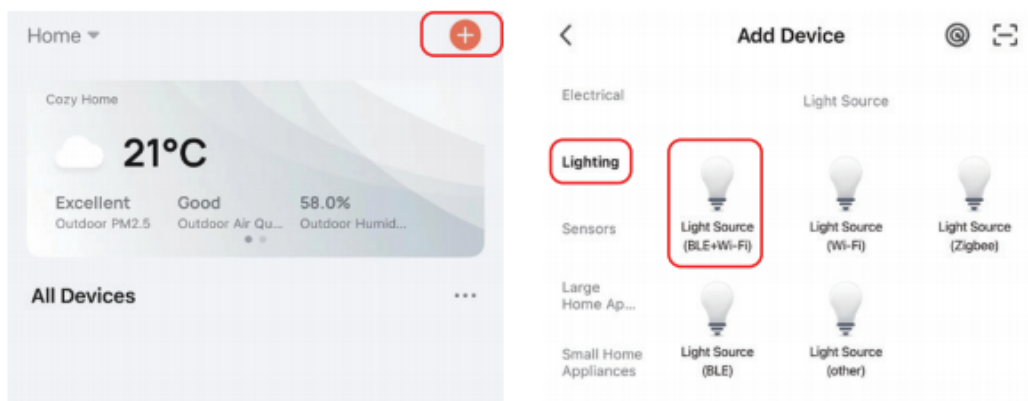 Home
Cozy Home
21°C
Excellent Good 58.0%
Outdoor PM2.5 Outdoor Air Qu... Outdoor Humid...
All Devices
Add Device
Electrical
Lighting
Sensors
Large
Home Ap...
Small Home
Appliances
Light Source
Light Source
(BLE+Wi-Fi)
Light Source
(Wi-Fi)
Light Source
(Zigbee)
Light Source
(BLE)
Light Source
(other)